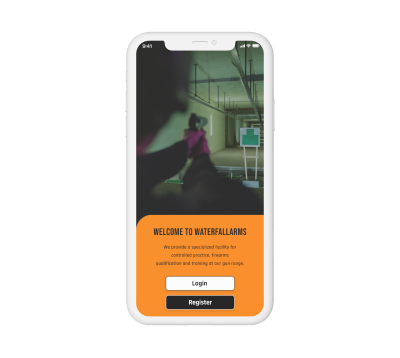 9:41
WELCOME TO WATERFALLARMS
We provide a specialized facility for
controlled practice, firearms
qualification and training at our gun range.
Login
Register